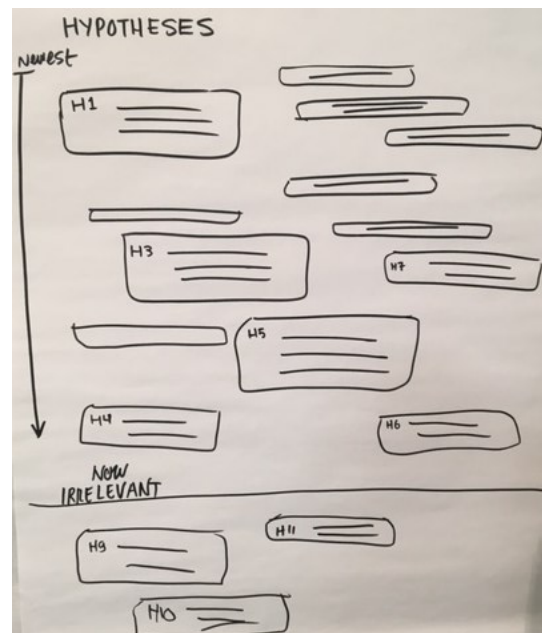 HYPOTHESES
Newest
H1
H3
H7
H5
H4
H6
NOW
IRRELEVANT
H9
H11
H10